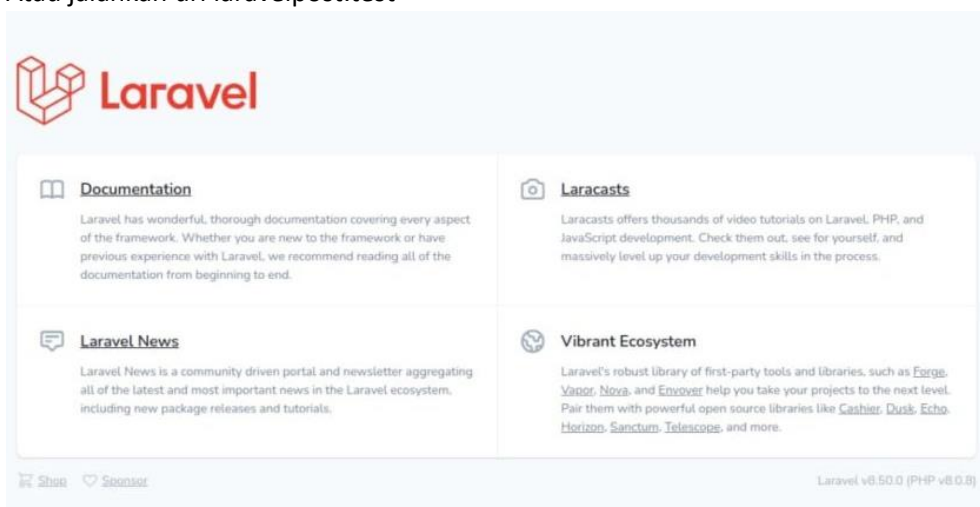 Laravel
Documentation
Laravel has wonderful, thorough documentation covering every aspect
of the framework. Whether you are new to the framework or have
previous experience with Laravel, we recommend reading all of the
documentation from beginning to end.
Laracasts
Laracasts offers thousands of video tutorials on Laravel, PHP, and
JavaScript development. Check them out, see for yourself, and
massively level up your development skills in the process.
Laravel News
Laravel News is a community driven portal and newsletter aggregating
all of the latest and most important news in the Laravel ecosystem,
including new package releases and tutorials.
Vibrant Ecosystem
Laravel's robust library of first-party tools and libraries, such as Forge,
Vapor, Nova, and Envoyer help you take your projects to the next level.
Pair them with powerful open source libraries like Cashier, Dusk, Echo,
Horizon, Sanctum, Telescope, and more.
Shop Sponsor
Laravel v8.50.0 (PHP v8.0.8)